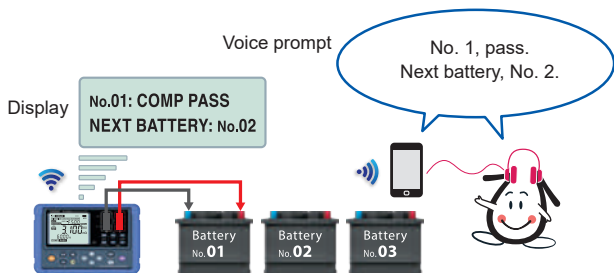 Voice prompt
No. 1, pass.
Next battery, No. 2.
Display
No.01: COMP PASS
NEXT BATTERY: No.02
Battery
No. 01
Battery
No. 02
Battery
No. 03